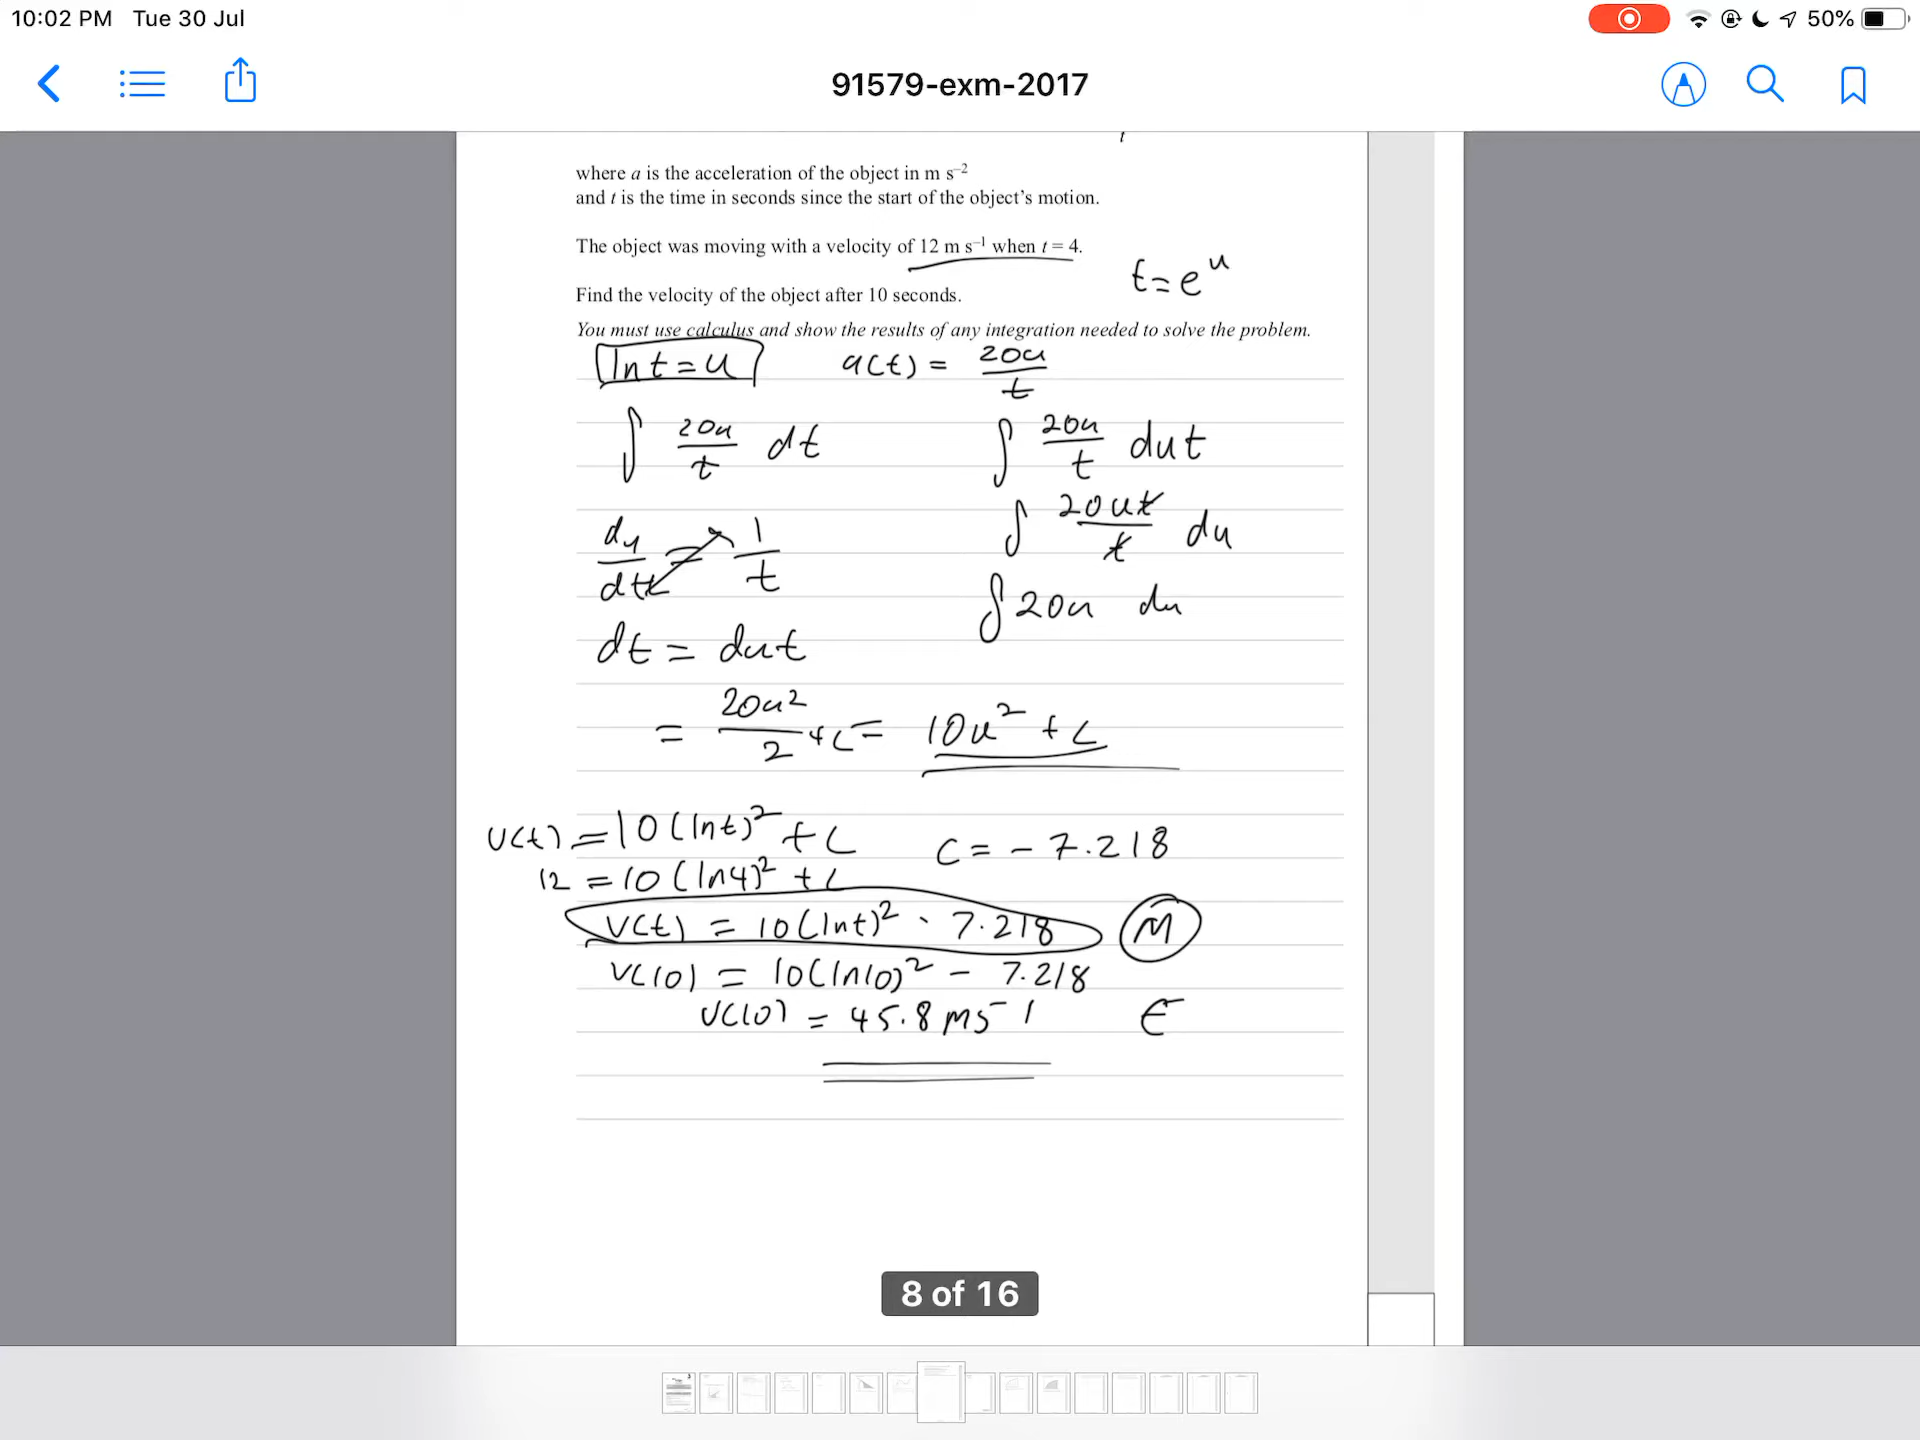 10:02 PM Tue 30 Jul 50%
91579-exm-2017
where a is the acceleration of the object in m s⁻²
and t is the time in seconds since the start of the object's motion.
The object was moving with a velocity of 12 m s⁻¹ when t = 4.
t = e^u
Find the velocity of the object after 10 seconds.
You must use calculus and show the results of any integration needed to solve the problem.
ln t = u a(t) = 20u/t
∫ 20u/t dt ∫ 20u/t dut
∫ 20ut/t du
du/dt = 1/t
∫ 20u du
dt = dut
= 20u²/2 + c = 10u² + c
v(t) = 10(ln t)² + c c = - 7.218
12 = 10(ln4)² + c
v(t) = 10(lnt)² - 7.218 M
v(10) = 10(ln10)² - 7.218
v(10) = 45.8 ms⁻¹ E
8 of 16